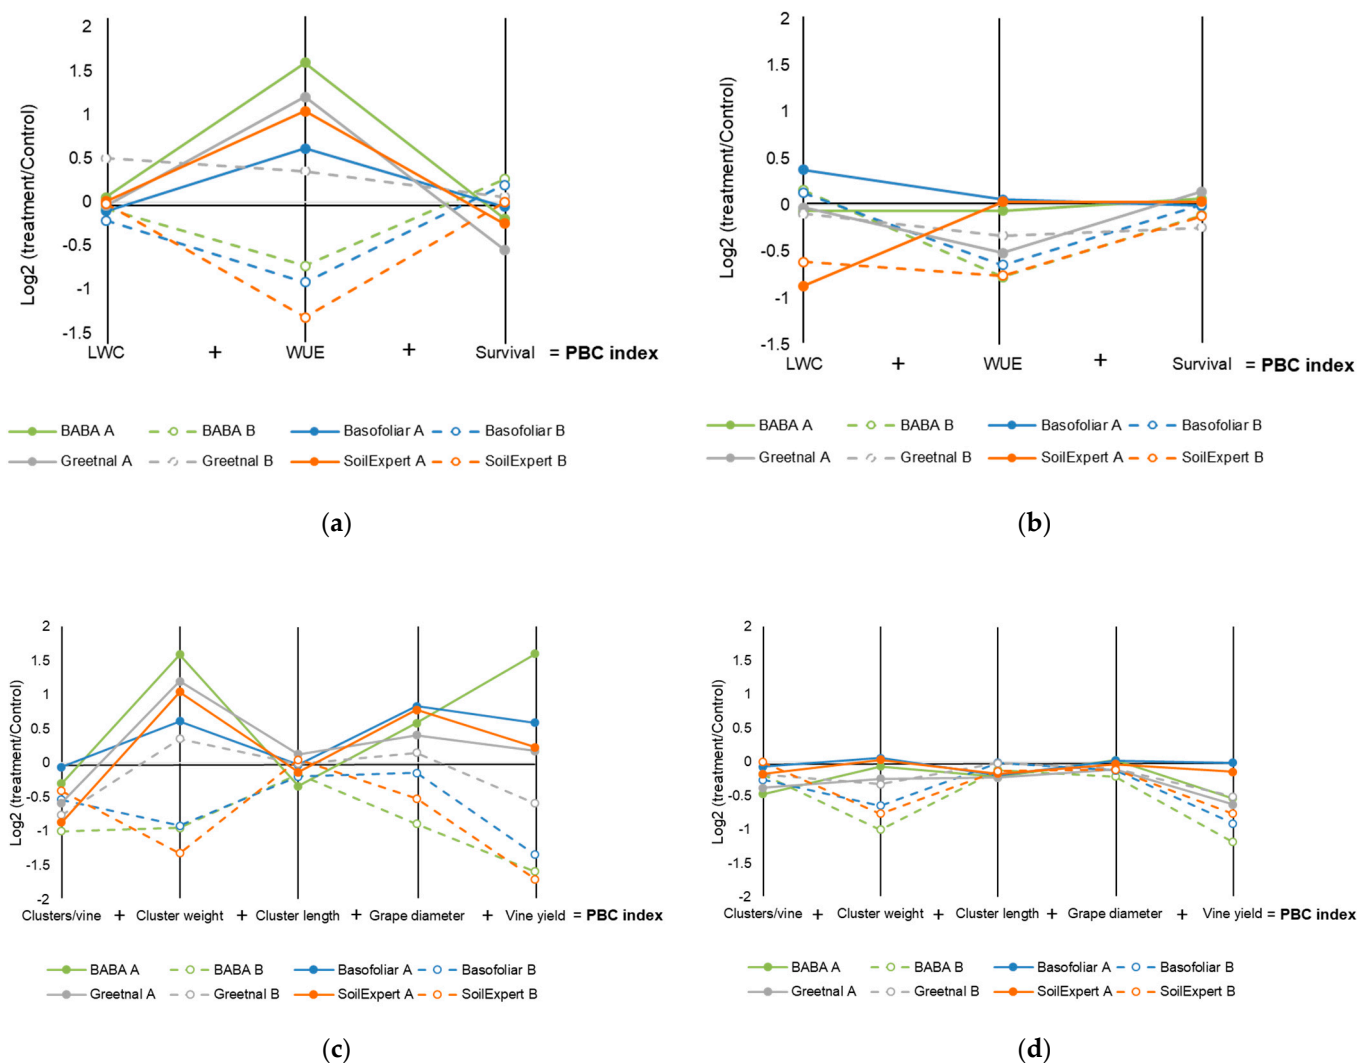 Log2 (treatment/Control)
2
1.5
1
0.5
0
-0.5
-1
-1.5
LWC + WUE + Survival = PBC index
BABA A BABA B Basofoliar A Basofoliar B
Greetnal A Greetnal B SoilExpert A SoilExpert B
(a)
Log2 (treatment/Control)
2
1.5
1
0.5
0
-0.5
-1
-1.5
LWC + WUE + Survival = PBC index
BABA A BABA B Basofoliar A Basofoliar B
Greetnal A Greetnal B SoilExpert A SoilExpert B
(b)
Log2 (treatment/Control)
2
1.5
1
0.5
0
-0.5
-1
-1.5
-2
Clusters/vine + Cluster weight + Cluster length + Grape diameter + Vine yield = PBC index
BABA A BABA B Basofoliar A Basofoliar B
Greetnal A Greetnal B SoilExpert A SoilExpert B
(c)
Log2 (treatment/Control)
2
1.5
1
0.5
0
-0.5
-1
-1.5
-2
Clusters/vine + Cluster weight + Cluster length + Grape diameter + Vine yield = PBC index
BABA A BABA B Basofoliar A Basofoliar B
Greetnal A Greetnal B SoilExpert A SoilExpert B
(d)